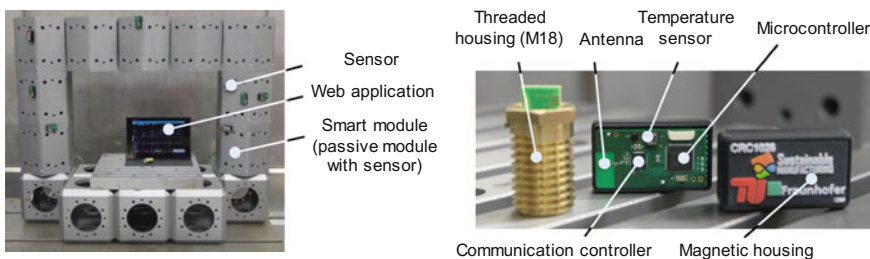 Sensor
Web application
Smart module
(passive module
with sensor)
Threaded
housing (M18)
Antenna
Temperature
sensor
Microcontroller
CRC1026
Sustainable
MANUFACTURING
Fraunhofer
Communication controller
Magnetic housing